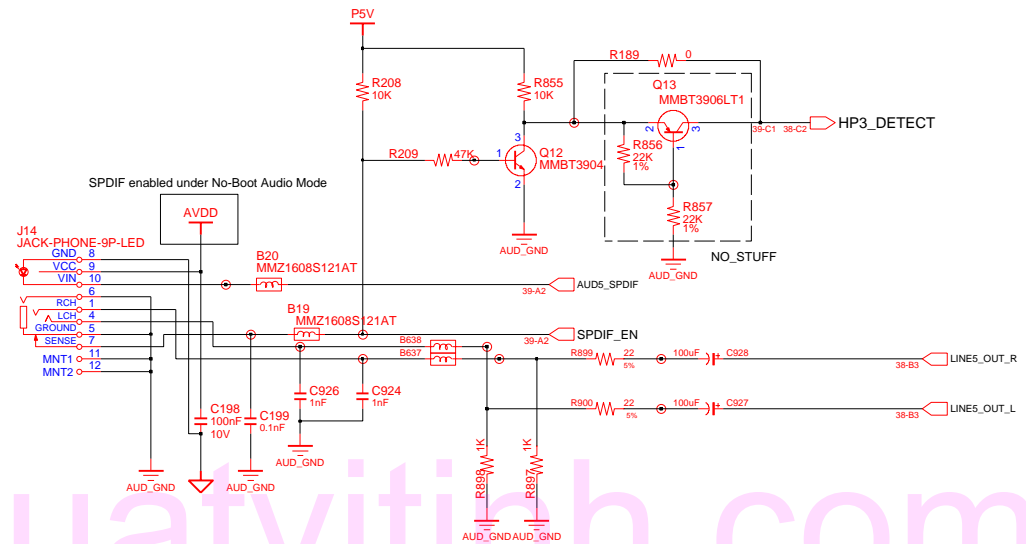 P5V
R189
0
Q13
MMBT3906LT1
R208
10K
R855
10K
2
3
39-C1
38-C2
HP3_DETECT
1
3
R209
47K
1
Q12
MMBT3904
2
R856
22K
1%
R857
22K
1%
SPDIF enabled under No-Boot Audio Mode
AVDD
AUD_GND
AUD_GND
NO_STUFF
J14
JACK-PHONE-9P-LED
GND
8
VCC
9
VIN
10
B20
MMZ1608S121AT
39-A2
AUD5_SPDIF
6
RCH
1
LCH
4
GROUND
5
SENSE
7
MNT1
11
MNT2
12
B19
MMZ1608S121AT
39-A2
SPDIF_EN
B638
B637
R899
22
5%
100uF
+
C928
38-B3
LINE5_OUT_R
C926
1nF
C924
1nF
R900
22
5%
100uF
+
C927
38-B3
LINE5_OUT_L
C198
100nF
10V
C199
0.1nF
AUD_GND
1K
R898
1K
R897
AUD_GND
AUD_GND
AUD_GND
AUD_GND
uatvitinh.com